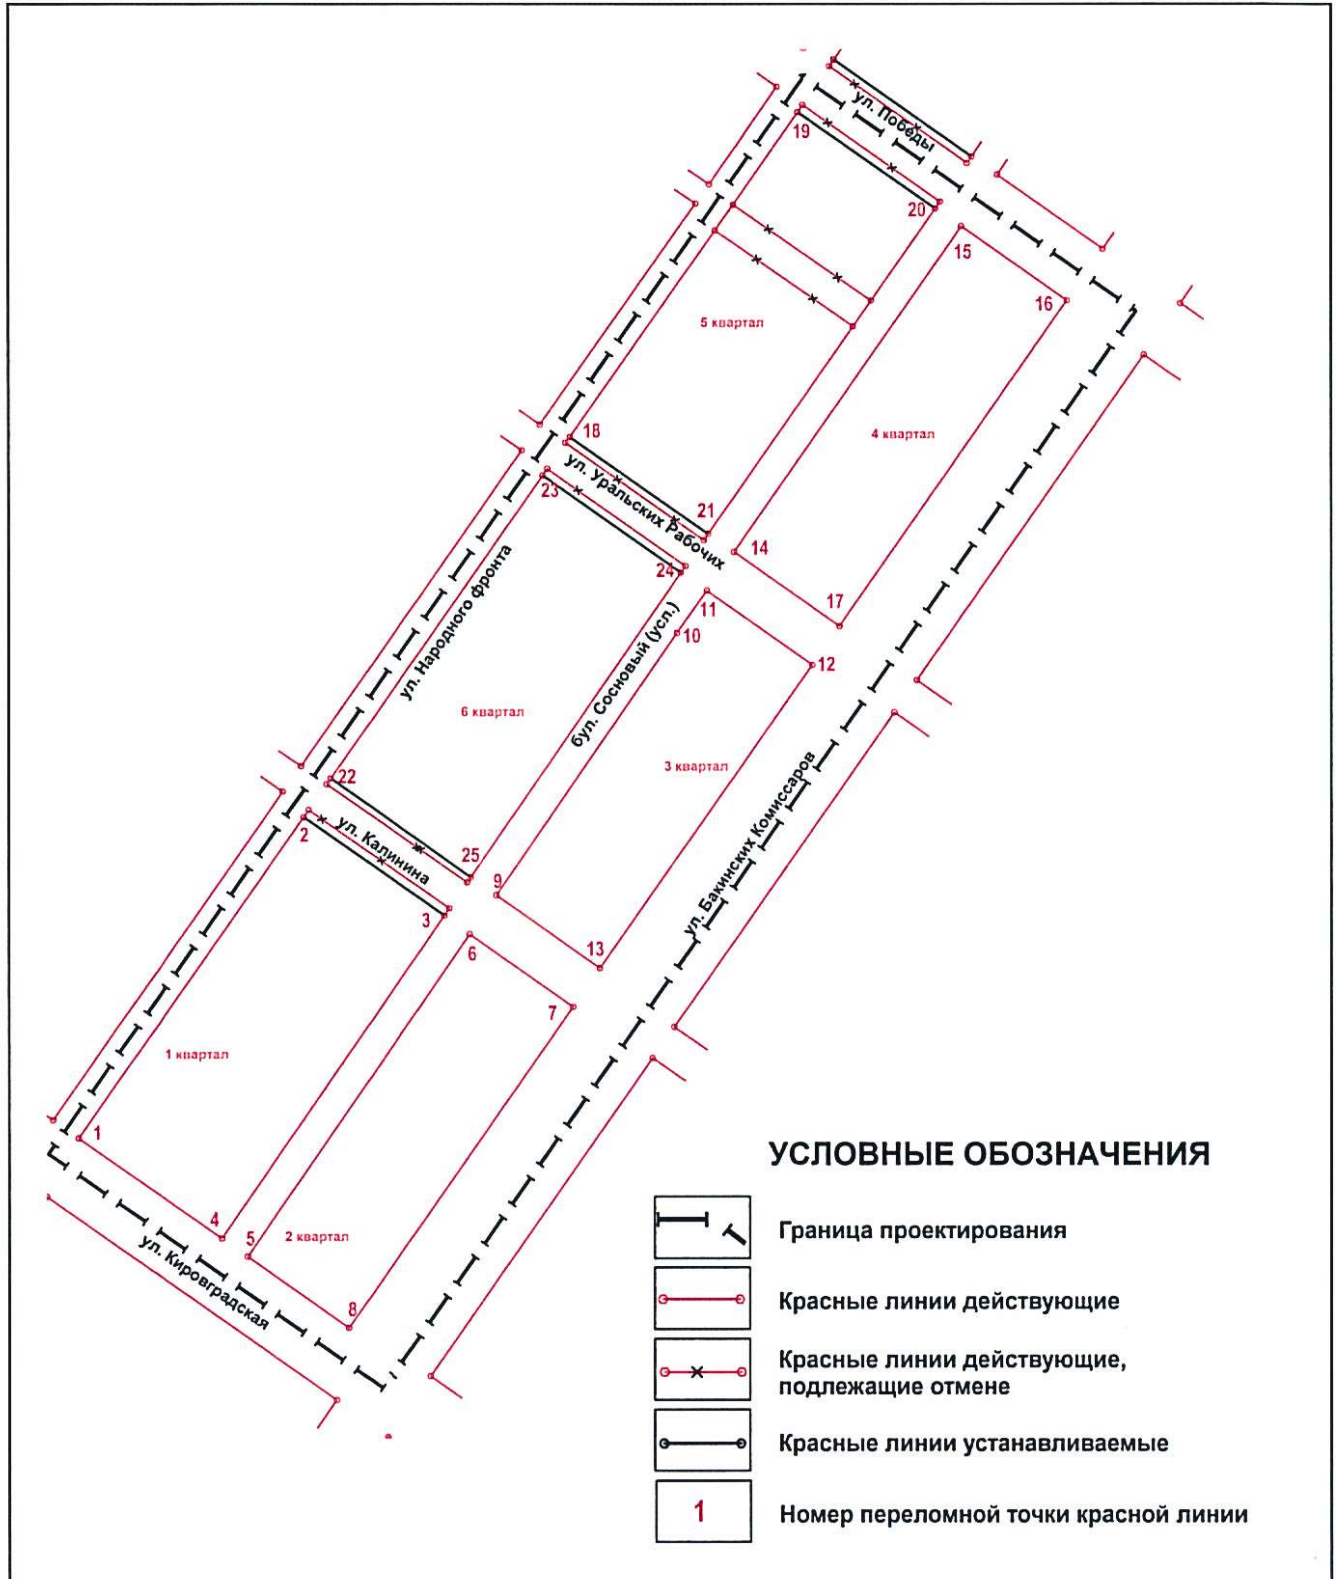 ул. Победы
19
20
15
16
5 квартал
4 квартал
18
ул. Уральских Рабочих
23
21
14
24
11
17
10
12
ул. Народного фронта
бул. Сосновый (усл.)
6 квартал
3 квартал
22
ул. Калинина
2
25
9
3
6
13
ул. Бакинских Комиссаров
7
1 квартал
1
4
5
2 квартал
ул. Кировградская
8
УСЛОВНЫЕ ОБОЗНАЧЕНИЯ
Граница проектирования
Красные линии действующие
Красные линии действующие,
подлежащие отмене
Красные линии устанавливаемые
1
Номер переломной точки красной линии